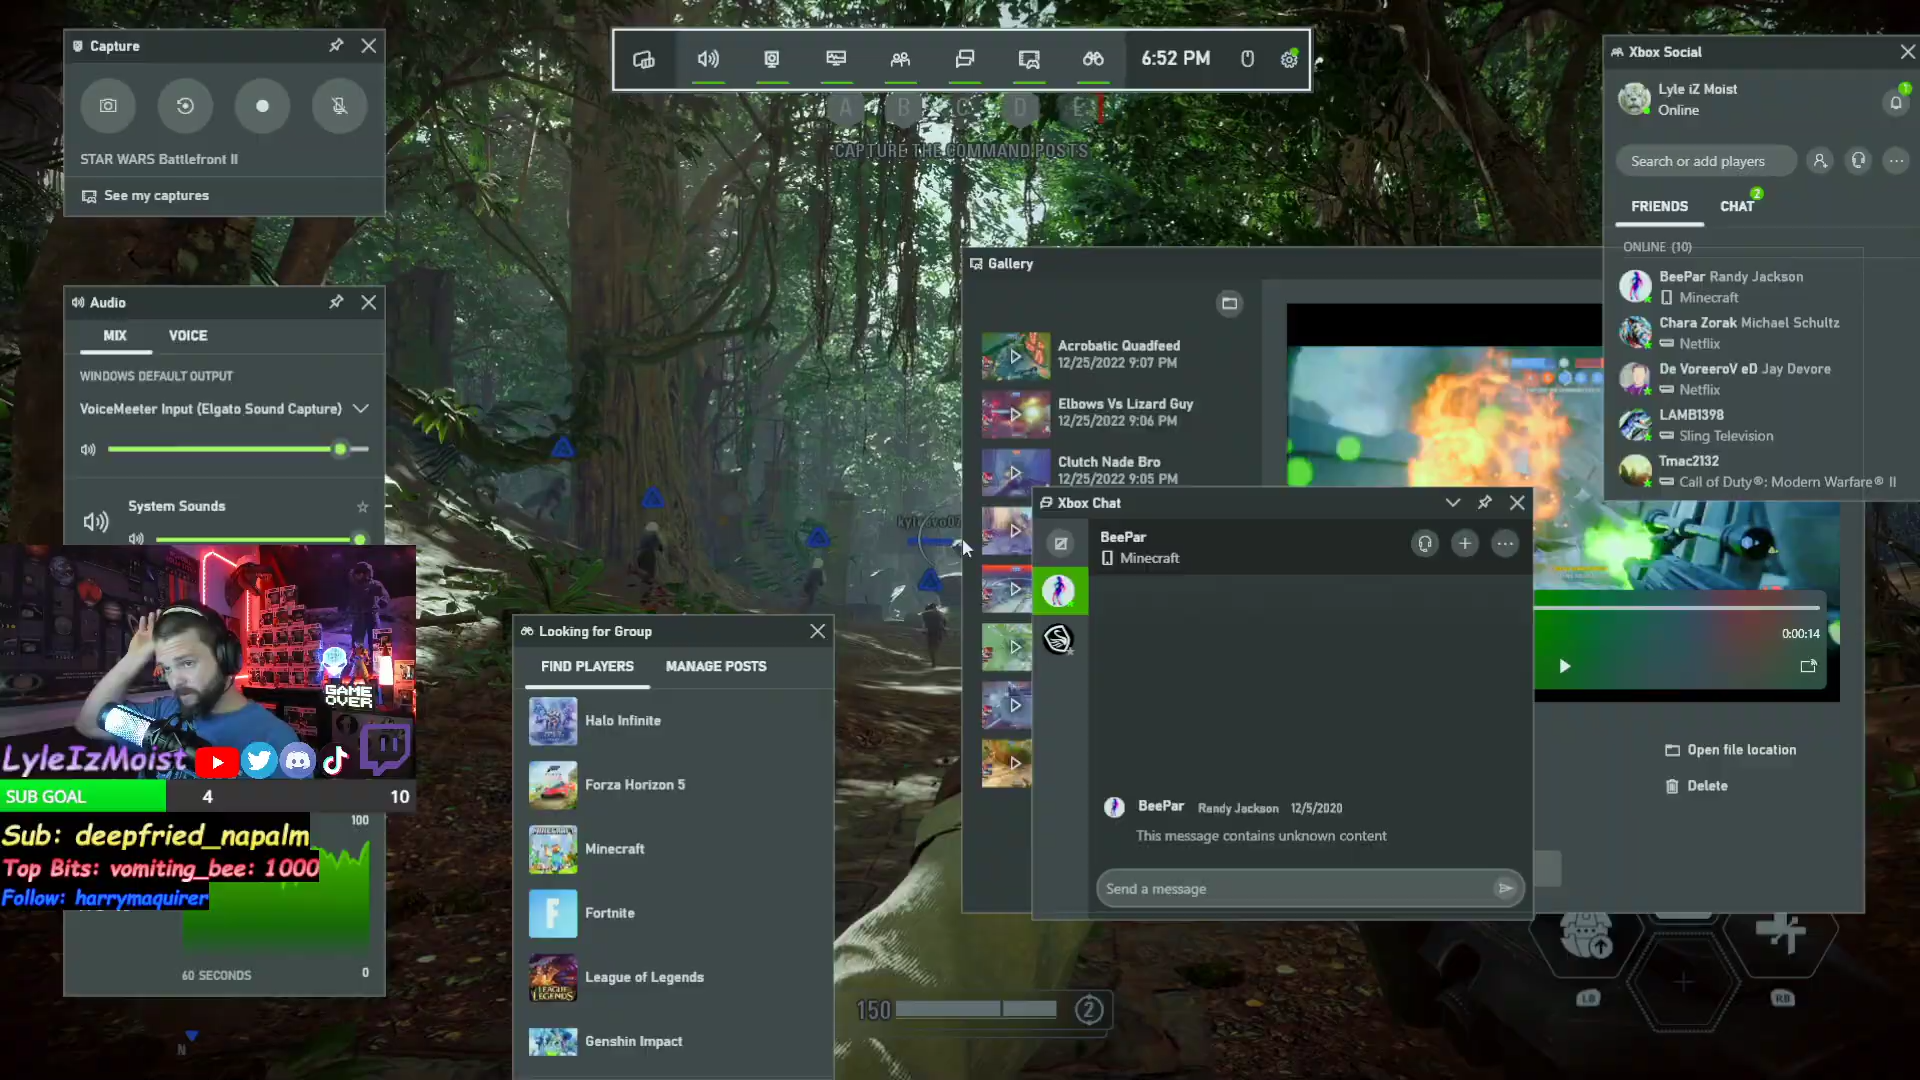 Capture
STAR WARS Battlefront II
See my captures
6:52 PM
A B C D E
CAPTURE THE COMMAND POSTS
Xbox Social
Lyle iZ Moist
1
Online
Search or add players
FRIENDS
CHAT
2
ONLINE (10)
BeePar Randy Jackson
Minecraft
Chara Zorak Michael Schultz
Netflix
De VoreeroV eD Jay Devore
Netflix
LAMB1398
Sling Television
Tmac2132
Call of Duty®: Modern Warfare® II
Audio
MIX
VOICE
WINDOWS DEFAULT OUTPUT
VoiceMeeter Input (Elgato Sound Capture)
System Sounds
Gallery
Acrobatic Quadfeed
12/25/2022 9:07 PM
Elbows Vs Lizard Guy
12/25/2022 9:06 PM
Clutch Nade Bro
12/25/2022 9:05 PM
0:00:14
Open file location
Delete
Xbox Chat
BeePar
Minecraft
BeePar Randy Jackson 12/5/2020
This message contains unknown content
Send a message
Looking for Group
FIND PLAYERS
MANAGE POSTS
Halo Infinite
Forza Horizon 5
Minecraft
Fortnite
League of Legends
Genshin Impact
GAME OVER
LyleIzMoist
SUB GOAL 4 10
Sub: deepfried_napalm
Top Bits: vomiting_bee: 1000
Follow: harrymaquirer
100
60 SECONDS
0
N
150
2
LB
RB